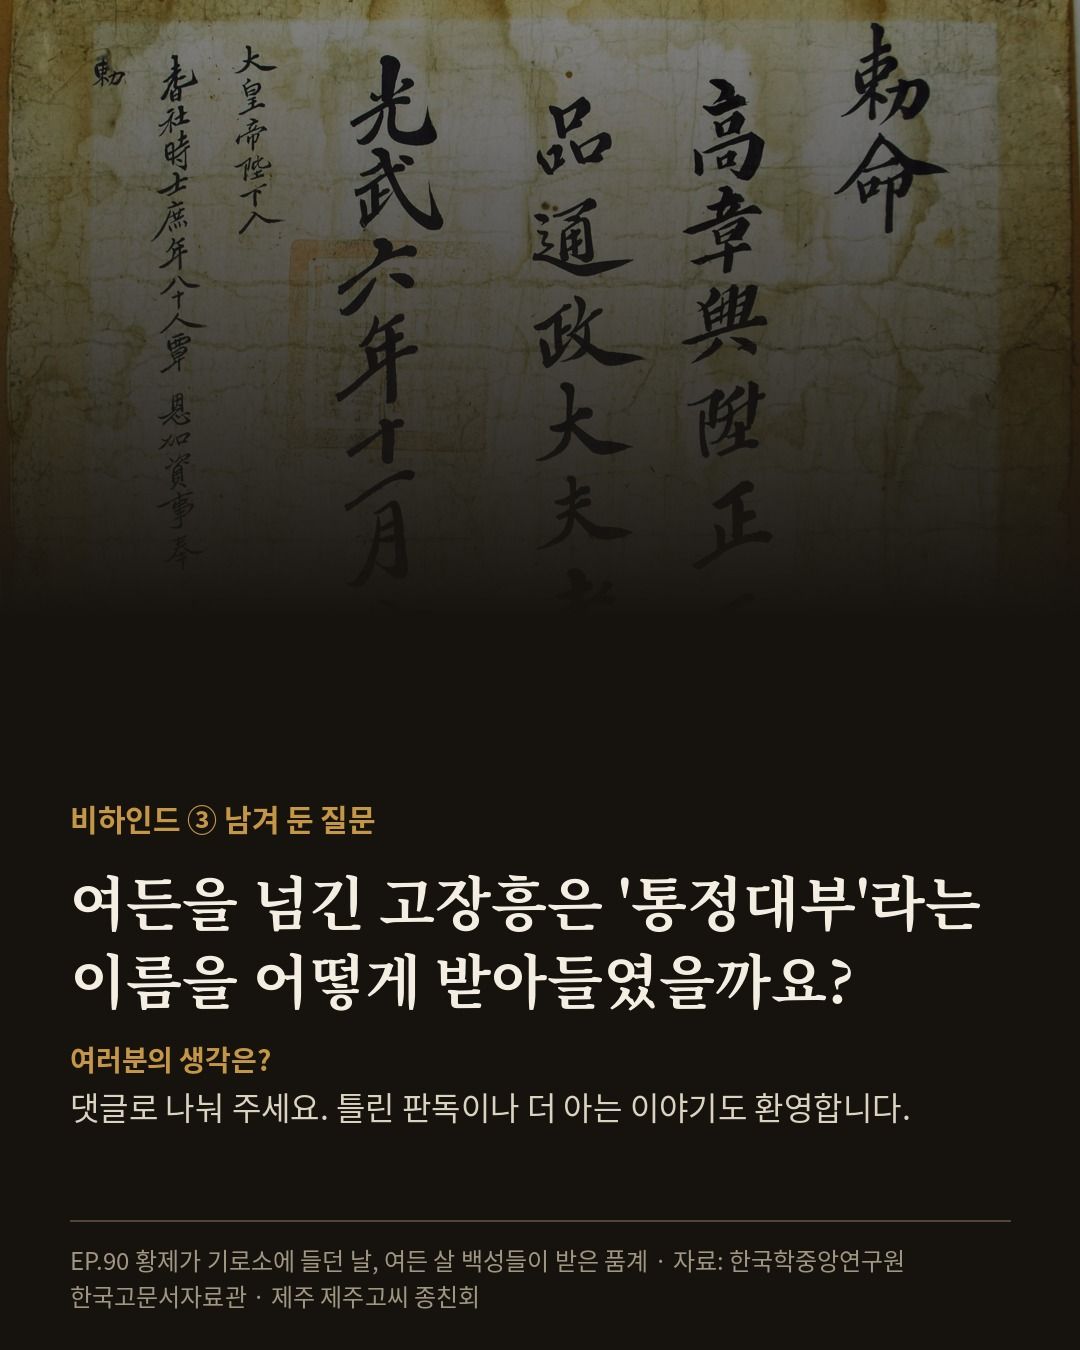 勅命
高章興陞正
品通政大夫
光武六年十一月
大皇帝陛下入
耆社時士庶年八十人覃 恩加資事奉
勅
비하인드 ③ 남겨 둔 질문
여든을 넘긴 고장흥은 '통정대부'라는
이름을 어떻게 받아들였을까요?
여러분의 생각은?
댓글로 나눠 주세요. 틀린 판독이나 더 아는 이야기도 환영합니다.
EP.90 황제가 기로소에 들던 날, 여든 살 백성들이 받은 품계 · 자료: 한국학중앙연구원
한국고문서자료관 · 제주 제주고씨 종친회